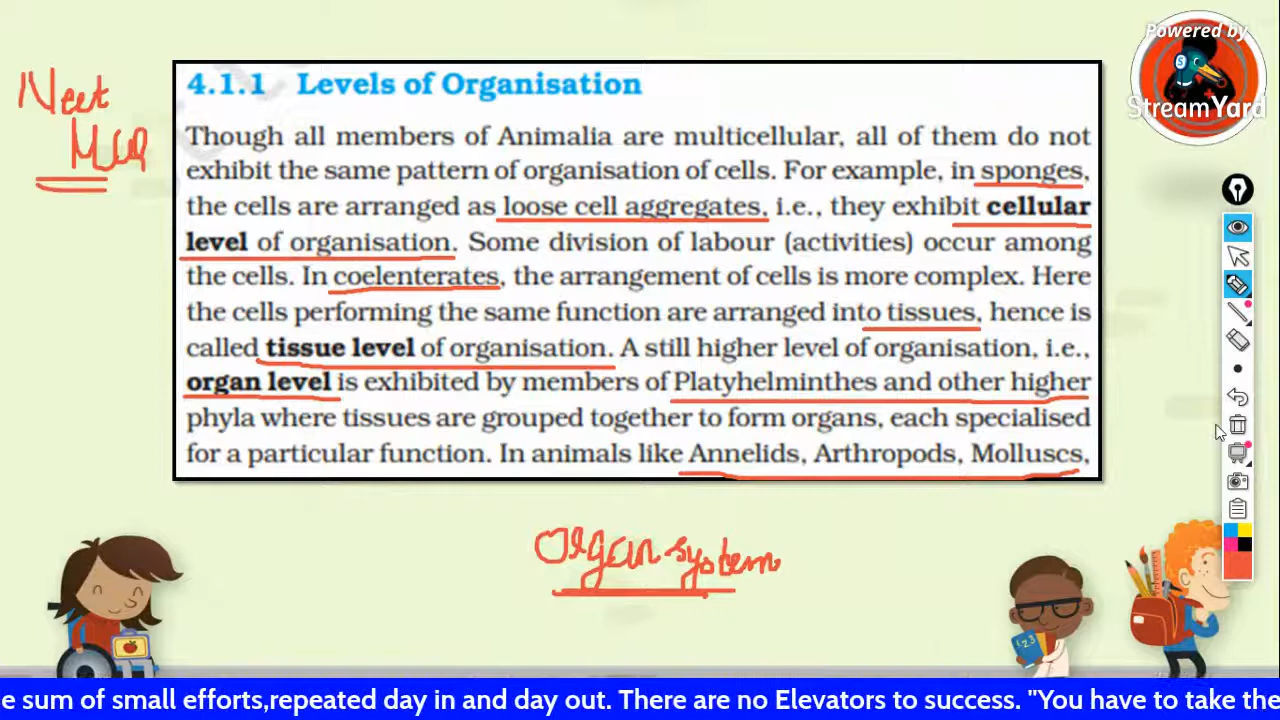 Powered by
StreamYard
Neet
MCQ
4.1.1 Levels of Organisation
Though all members of Animalia are multicellular, all of them do not
exhibit the same pattern of organisation of cells. For example, in sponges,
the cells are arranged as loose cell aggregates, i.e., they exhibit cellular
level of organisation. Some division of labour (activities) occur among
the cells. In coelenterates, the arrangement of cells is more complex. Here
the cells performing the same function are arranged into tissues, hence is
called tissue level of organisation. A still higher level of organisation, i.e.,
organ level is exhibited by members of Platyhelminthes and other higher
phyla where tissues are grouped together to form organs, each specialised
for a particular function. In animals like Annelids, Arthropods, Molluscs,
Organ system
123
e sum of small efforts,repeated day in and day out. There are no Elevators to success. "You have to take the